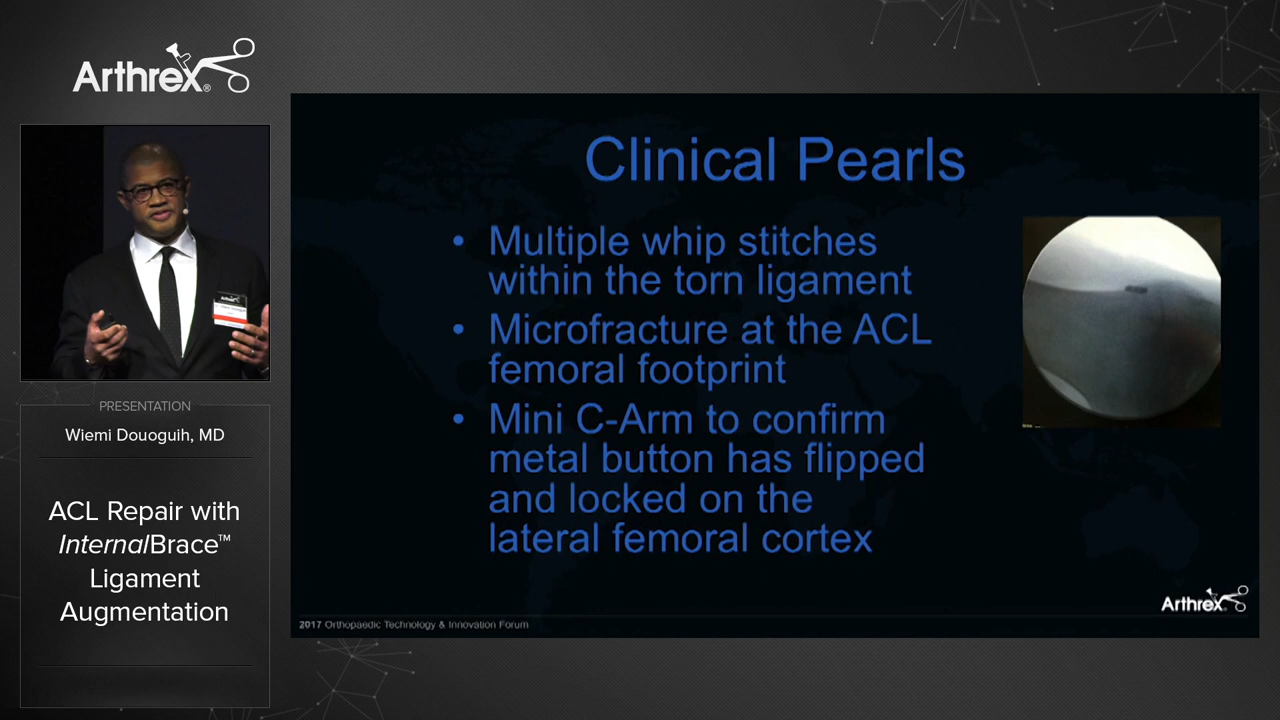 Arthrex®
PRESENTATION
Wiemi Douoguih, MD
ACL Repair with
InternalBrace™
Ligament
Augmentation
Clinical Pearls
• Multiple whip stitches
within the torn ligament
• Microfracture at the ACL
femoral footprint
• Mini C-Arm to confirm
metal button has flipped
and locked on the
lateral femoral cortex
Arthrex
2017 Orthopaedic Technology & Innovation Forum
Arthrex